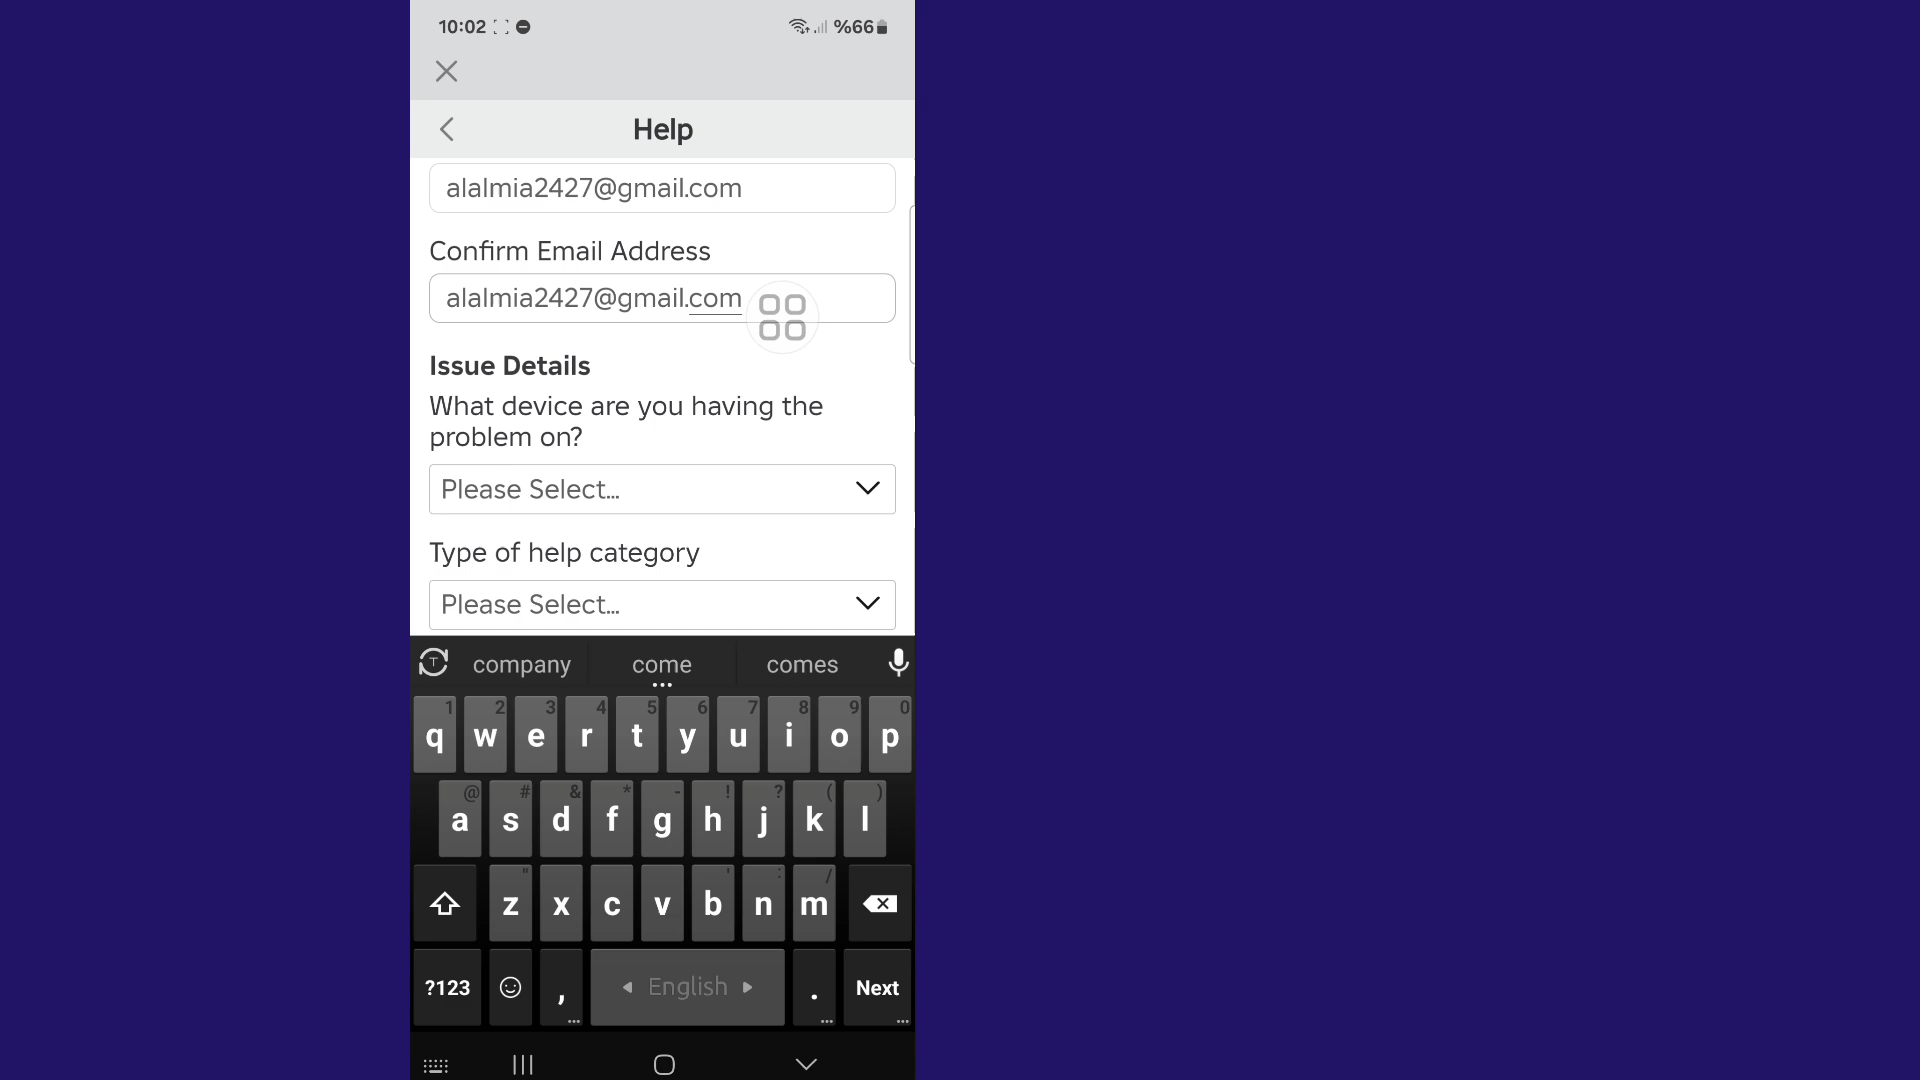 10:02 %66
Help
alalmia2427@gmail.com
Confirm Email Address
alalmia2427@gmail.com
Issue Details
What device are you having the
problem on?
Please Select...
Type of help category
Please Select...
T company come comes
1 2 3 4 5 6 7 8 9 0
q w e r t y u i o p
@ # & * - ! ? ( )
a s d f g h j k l
" ' : /
z x c v b n m
?123 , English . Next